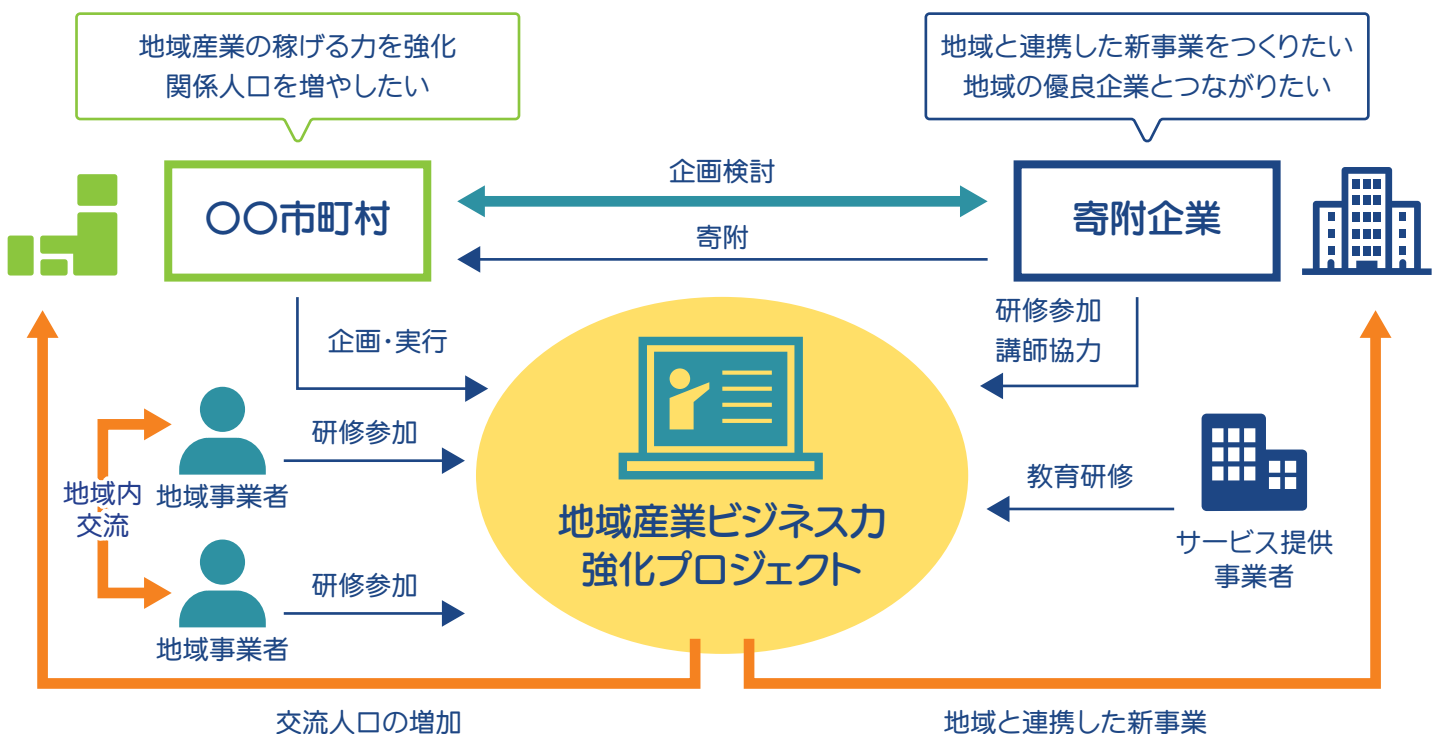 地域産業の稼げる力を強化
関係人口を増やしたい
地域と連携した新事業をつくりたい
地域の優良企業とつながりたい
〇〇市町村
企画検討
寄附
寄附企業
企画・実行
研修参加
講師協力
研修参加
地域事業者
地域内
交流
研修参加
地域事業者
地域産業ビジネス力
強化プロジェクト
教育研修
サービス提供
事業者
交流人口の増加
地域と連携した新事業